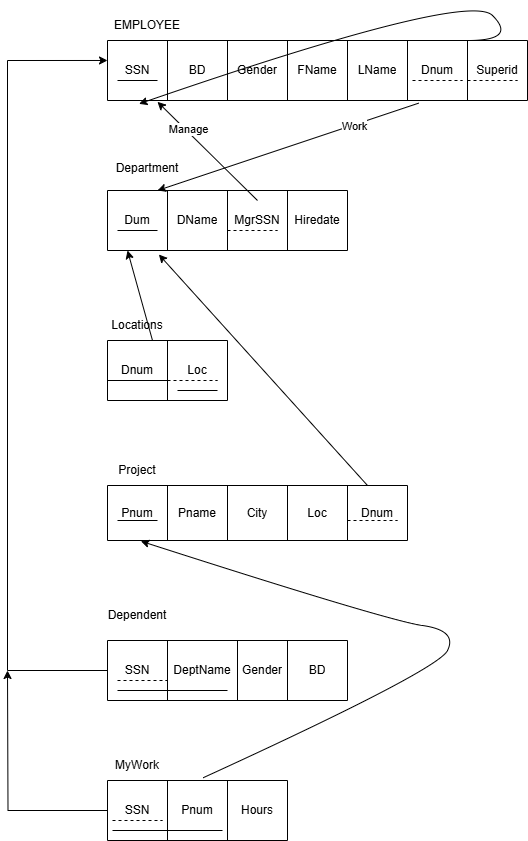 EMPLOYEE
SSN BD Gender FName LName Dnum Superid
Manage Work
Department
Dum DName MgrSSN Hiredate
Locations
Dnum Loc
Project
Pnum Pname City Loc Dnum
Dependent
SSN DeptName Gender BD
MyWork
SSN Pnum Hours